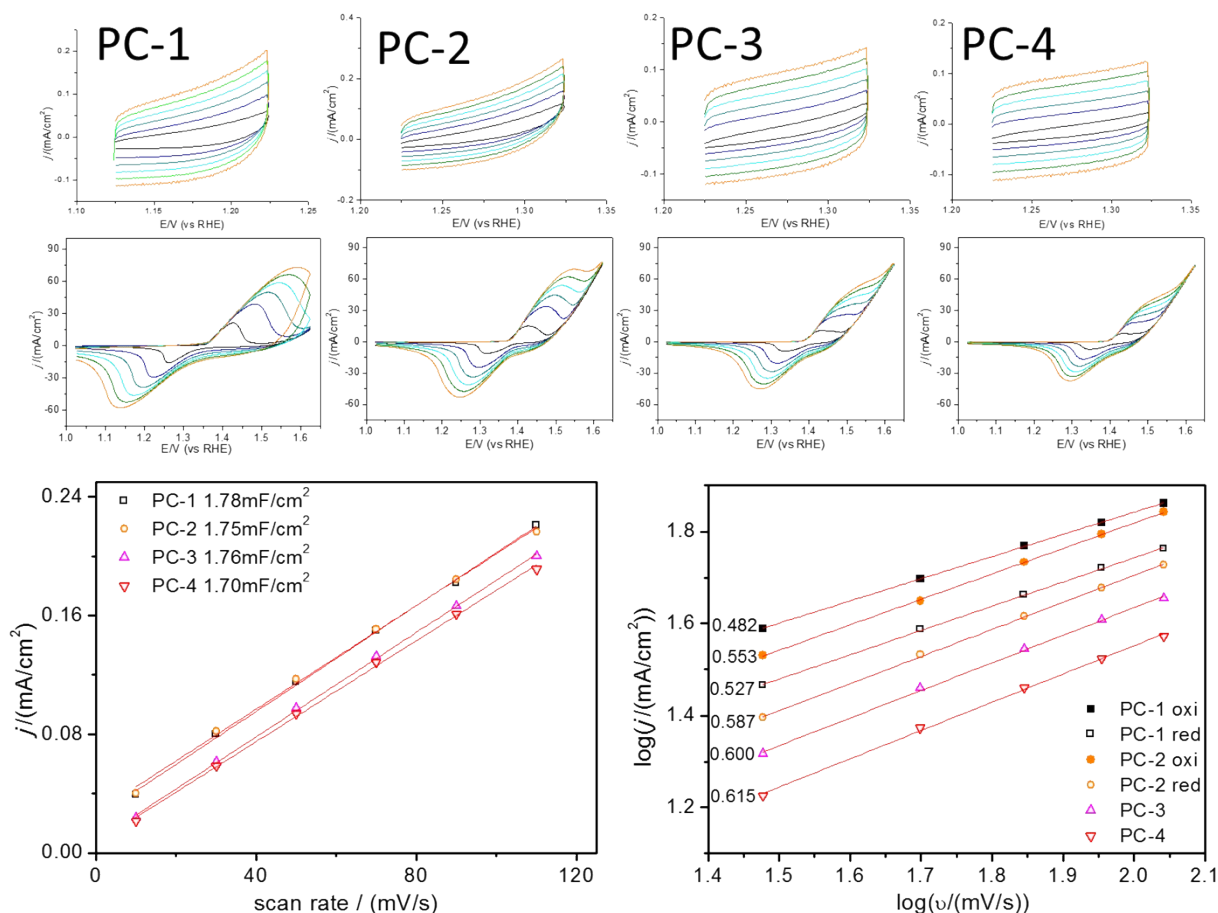 PC-1
PC-2
PC-3
PC-4
j/(mA/cm²)
0.2
0.1
0.0
-0.1
1.10 1.15 1.20 1.25
E/V (vs RHE)
j/(mA/cm²)
0.4
0.2
0.0
-0.2
1.20 1.25 1.30 1.35
E/V (vs RHE)
j/(mA/cm²)
0.2
0.1
0.0
-0.1
1.20 1.25 1.30 1.35
E/V (vs RHE)
j/(mA/cm²)
0.2
0.1
0.0
-0.1
1.20 1.25 1.30 1.35
E/V (vs RHE)
j/(mA/cm²)
90
60
30
0
-30
-60
1.0 1.1 1.2 1.3 1.4 1.5 1.6
E/V (vs RHE)
j/(mA/cm²)
90
60
30
0
-30
-60
1.0 1.1 1.2 1.3 1.4 1.5 1.6
E/V (vs RHE)
j/(mA/cm²)
90
60
30
0
-30
-60
1.0 1.1 1.2 1.3 1.4 1.5 1.6
E/V (vs RHE)
j/(mA/cm²)
90
60
30
0
-30
-60
1.0 1.1 1.2 1.3 1.4 1.5 1.6
E/V (vs RHE)
j/(mA/cm²)
0.24
0.16
0.08
0.00
PC-1 1.78mF/cm²
PC-2 1.75mF/cm²
PC-3 1.76mF/cm²
PC-4 1.70mF/cm²
0 40 80 120
scan rate / (mV/s)
log(j/(mA/cm²))
1.8
1.6
1.4
1.2
0.482
0.553
0.527
0.587
0.600
0.615
PC-1 oxi
PC-1 red
PC-2 oxi
PC-2 red
PC-3
PC-4
1.4 1.5 1.6 1.7 1.8 1.9 2.0 2.1
log(υ/(mV/s))